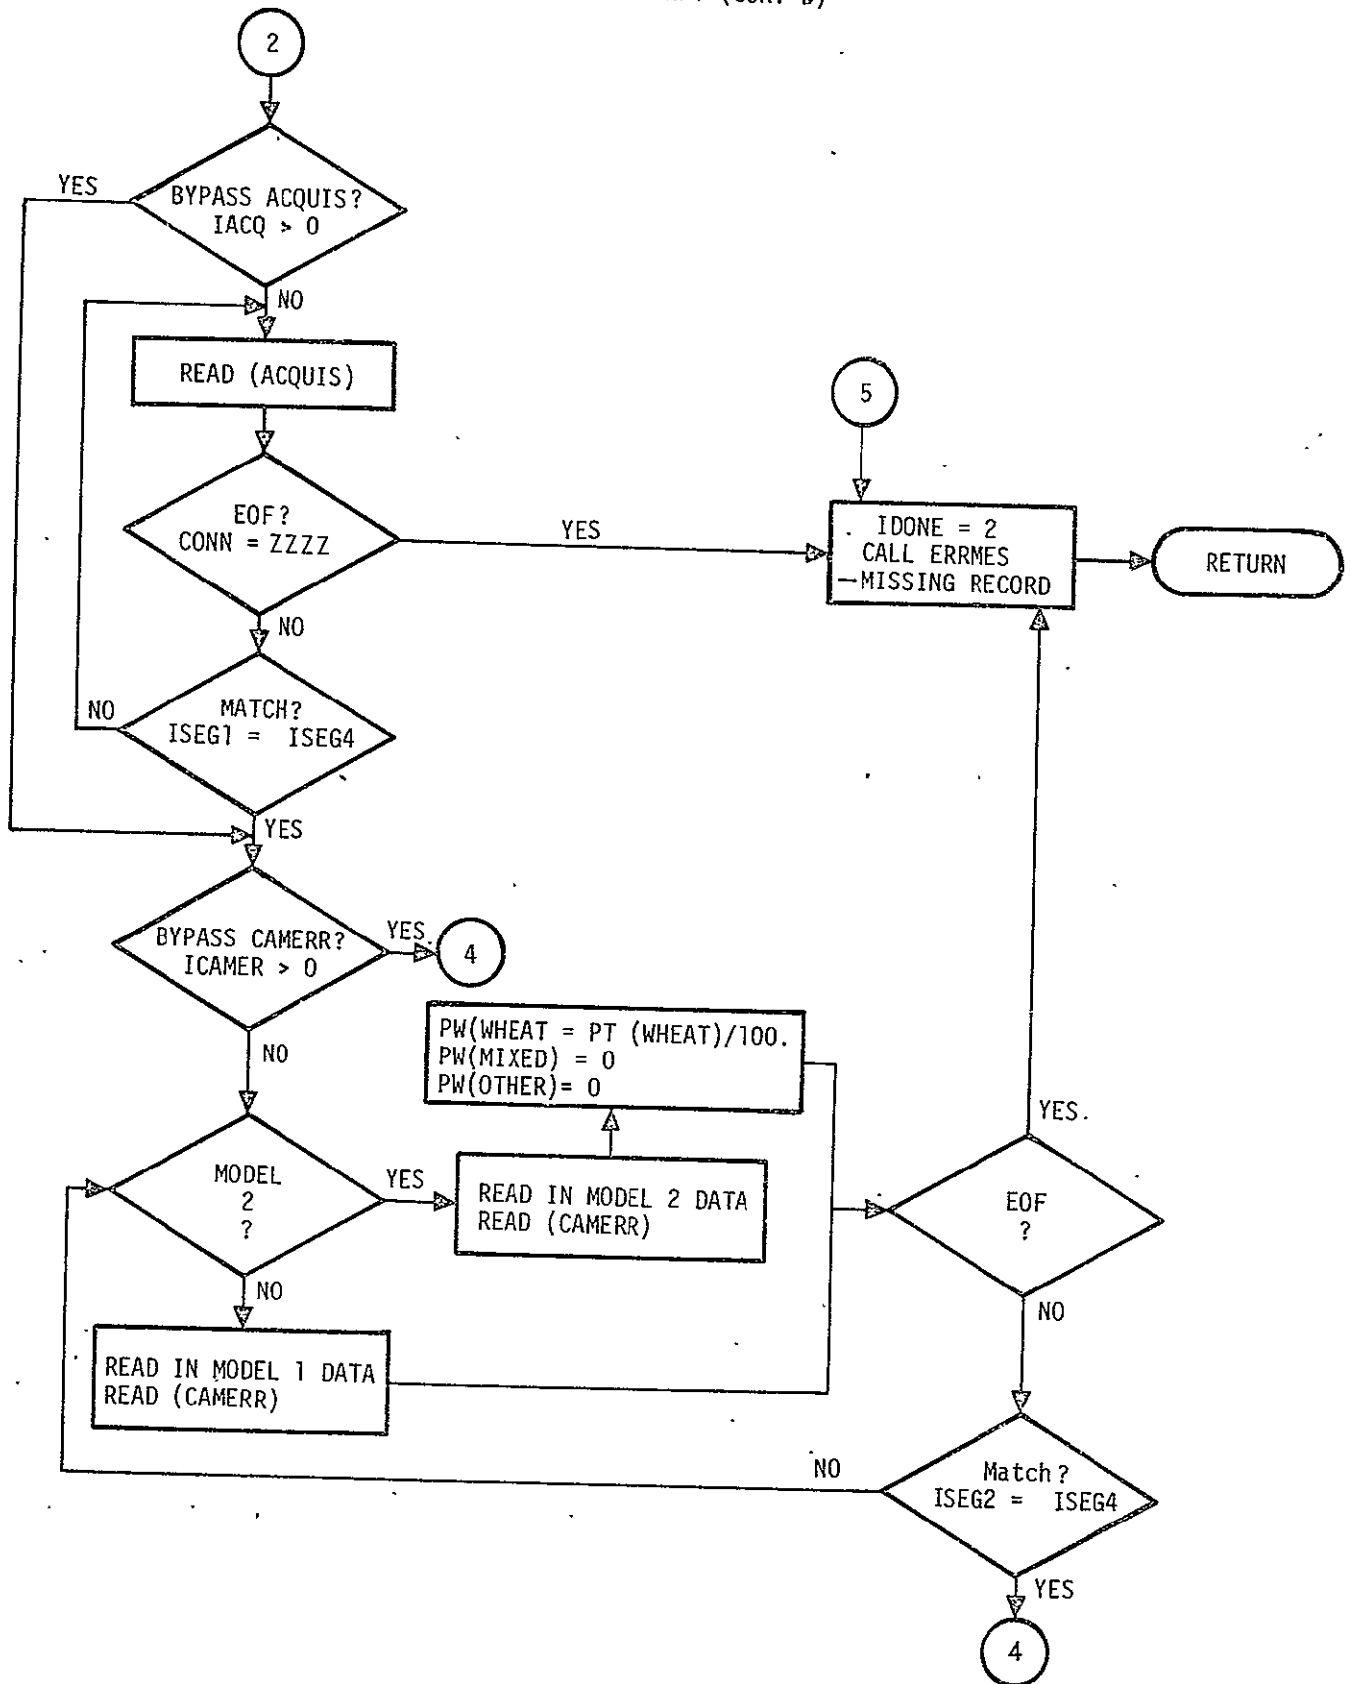 2
BYPASS ACQUIS?
IACQ > 0
YES
NO
READ (ACQUIS)
5
EOF?
CONN = ZZZZ
YES
IDONE = 2
CALL ERRMES
—MISSING RECORD
RETURN
NO
MATCH?
ISEG1 = ISEG4
NO
YES
BYPASS CAMERR?
ICAMER > 0
YES.
4
NO
PW(WHEAT = PT (WHEAT)/100.
PW(MIXED) = 0
PW(OTHER)= 0
MODEL
2
?
YES
READ IN MODEL 2 DATA
READ (CAMERR)
YES.
EOF
?
NO
READ IN MODEL 1 DATA
READ (CAMERR)
NO
Match?
ISEG2 = ISEG4
NO
YES
4